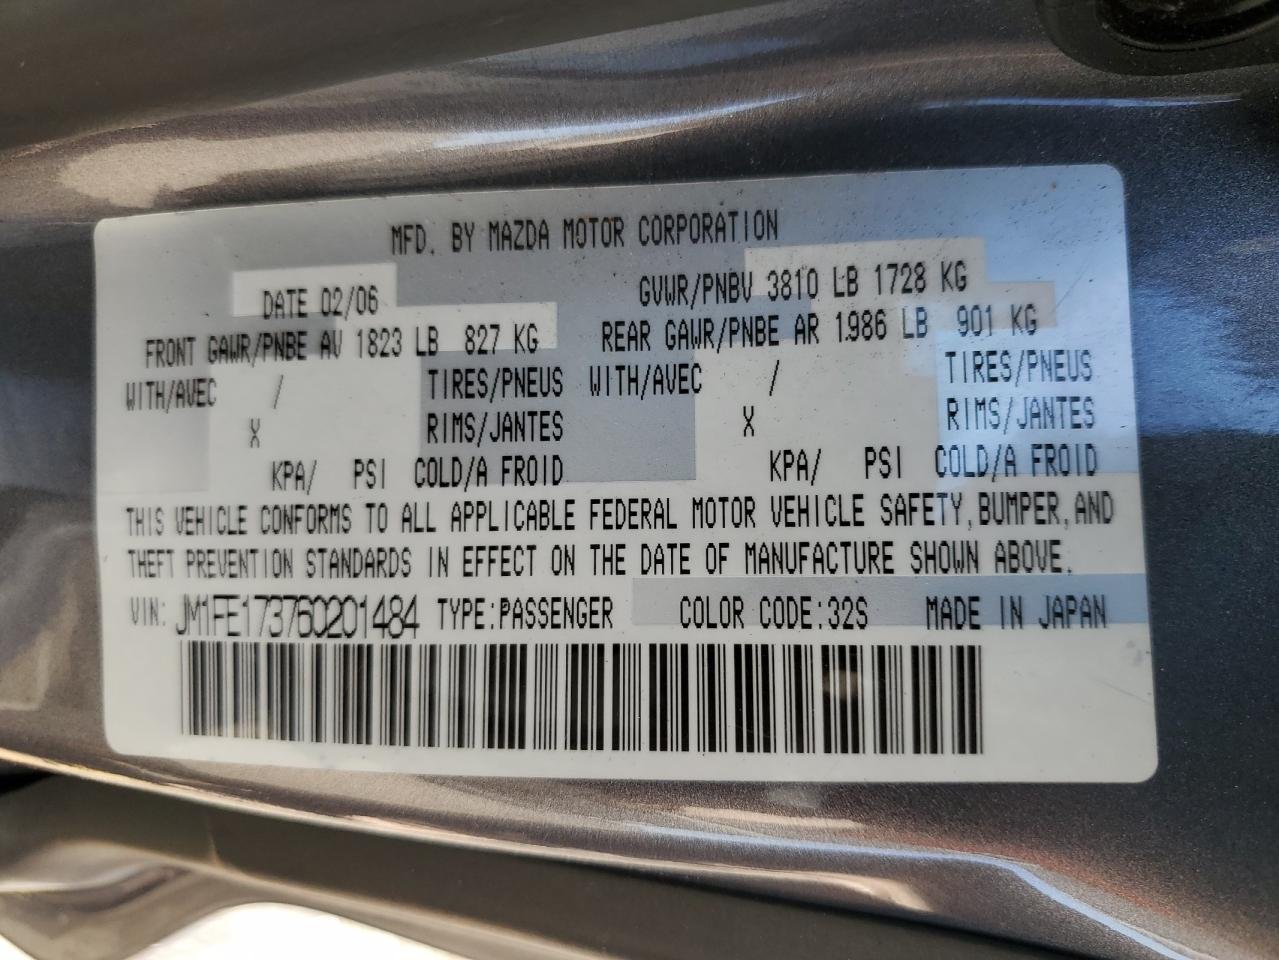 MFD. BY MAZDA MOTOR CORPORATION
DATE 02/06 GVWR/PNBV 3810 LB 1728 KG
FRONT GAWR/PNBE AV 1823 LB 827 KG REAR GAWR/PNBE AR 1986 LB 901 KG
WITH/AVEC / TIRES/PNEUS WITH/AVEC / TIRES/PNEUS
X RIMS/JANTES X RIMS/JANTES
KPA/ PSI COLD/A FROID KPA/ PSI COLD/A FROID
THIS VEHICLE CONFORMS TO ALL APPLICABLE FEDERAL MOTOR VEHICLE SAFETY, BUMPER, AND
THEFT PREVENTION STANDARDS IN EFFECT ON THE DATE OF MANUFACTURE SHOWN ABOVE.
VIN: JM1FE173760201484 TYPE:PASSENGER COLOR CODE:32S MADE IN JAPAN